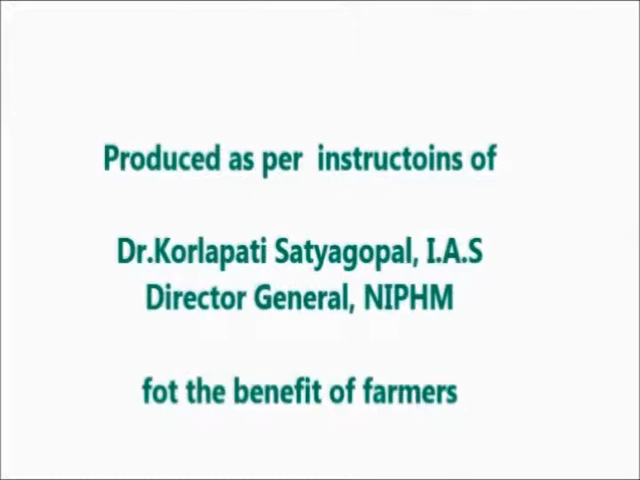 Produced as per instructoins of
Dr.Korlapati Satyagopal, I.A.S
Director General, NIPHM
fot the benefit of farmers